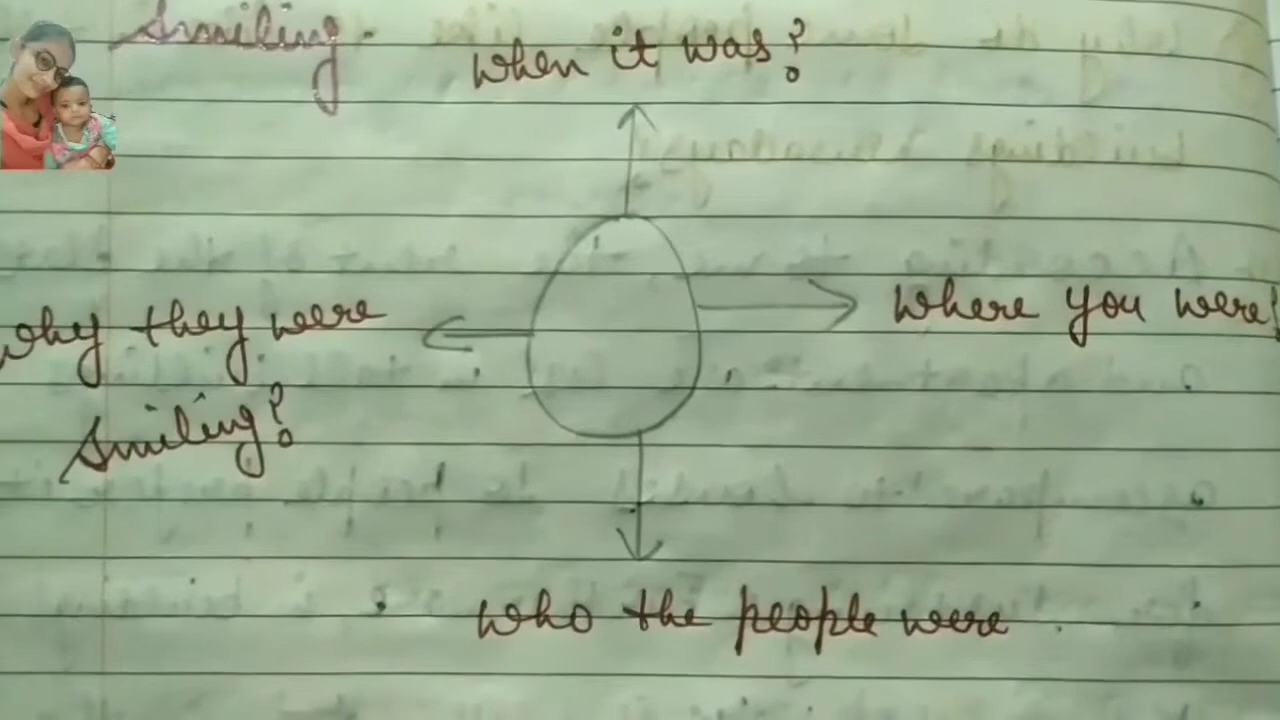 Smiling.
When it was?
Where you were
why they were
smiling?
who the people were